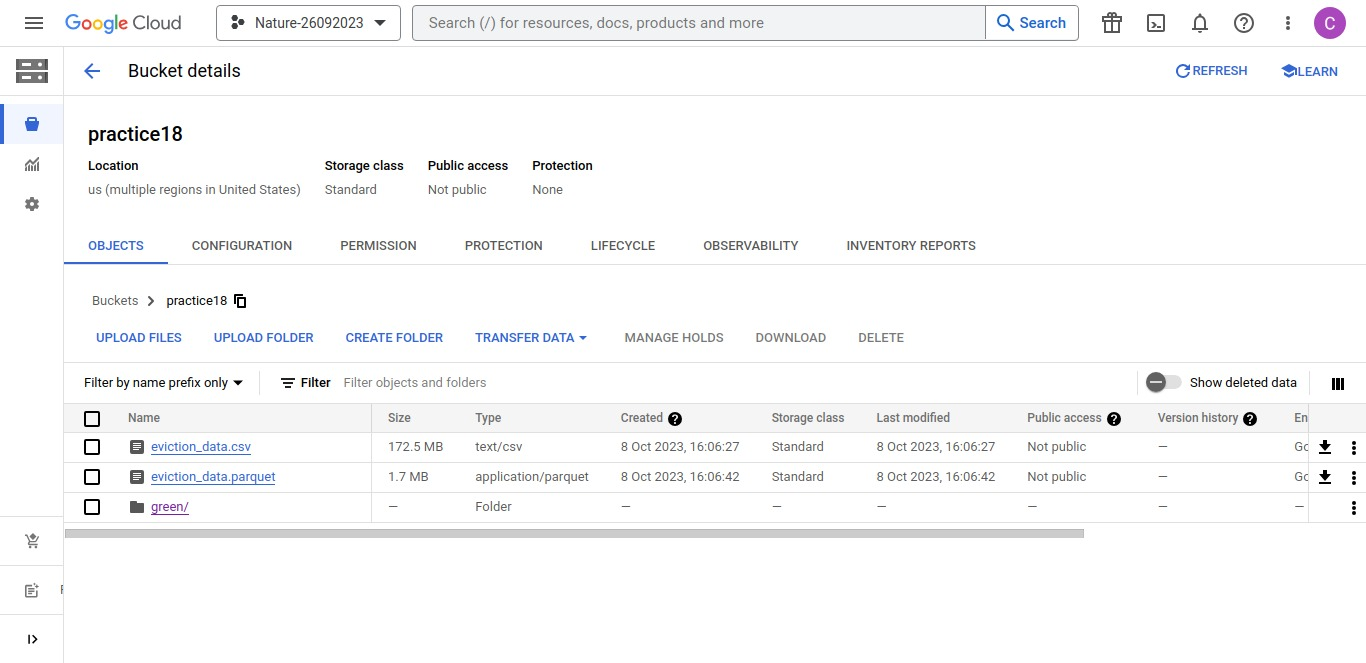 Google Cloud Nature-26092023 Search (/) for resources, docs, products and more Search C
Bucket details REFRESH LEARN
practice18
Location Storage class Public access Protection
us (multiple regions in United States) Standard Not public None
OBJECTS CONFIGURATION PERMISSION PROTECTION LIFECYCLE OBSERVABILITY INVENTORY REPORTS
Buckets practice18
UPLOAD FILES UPLOAD FOLDER CREATE FOLDER TRANSFER DATA MANAGE HOLDS DOWNLOAD DELETE
Filter by name prefix only Filter Filter objects and folders Show deleted data
Name Size Type Created Storage class Last modified Public access Version history En
eviction_data.csv 172.5 MB text/csv 8 Oct 2023, 16:06:27 Standard 8 Oct 2023, 16:06:27 Not public — Go
eviction_data.parquet 1.7 MB application/parquet 8 Oct 2023, 16:06:42 Standard 8 Oct 2023, 16:06:42 Not public — Go
green/ — Folder — — — — — —